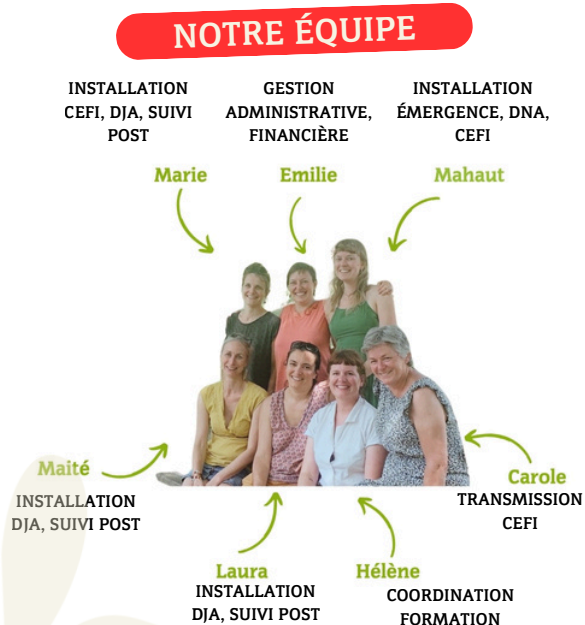 NOTRE ÉQUIPE
INSTALLATION
CEFI, DJA, SUIVI
POST
GESTION
ADMINISTRATIVE,
FINANCIÈRE
INSTALLATION
ÉMERGENCE, DNA,
CEFI
Marie
Emilie
Mahaut
Maité
INSTALLATION
DJA, SUIVI POST
Carole
TRANSMISSION
CEFI
Laura
INSTALLATION
DJA, SUIVI POST
Hélène
COORDINATION
FORMATION